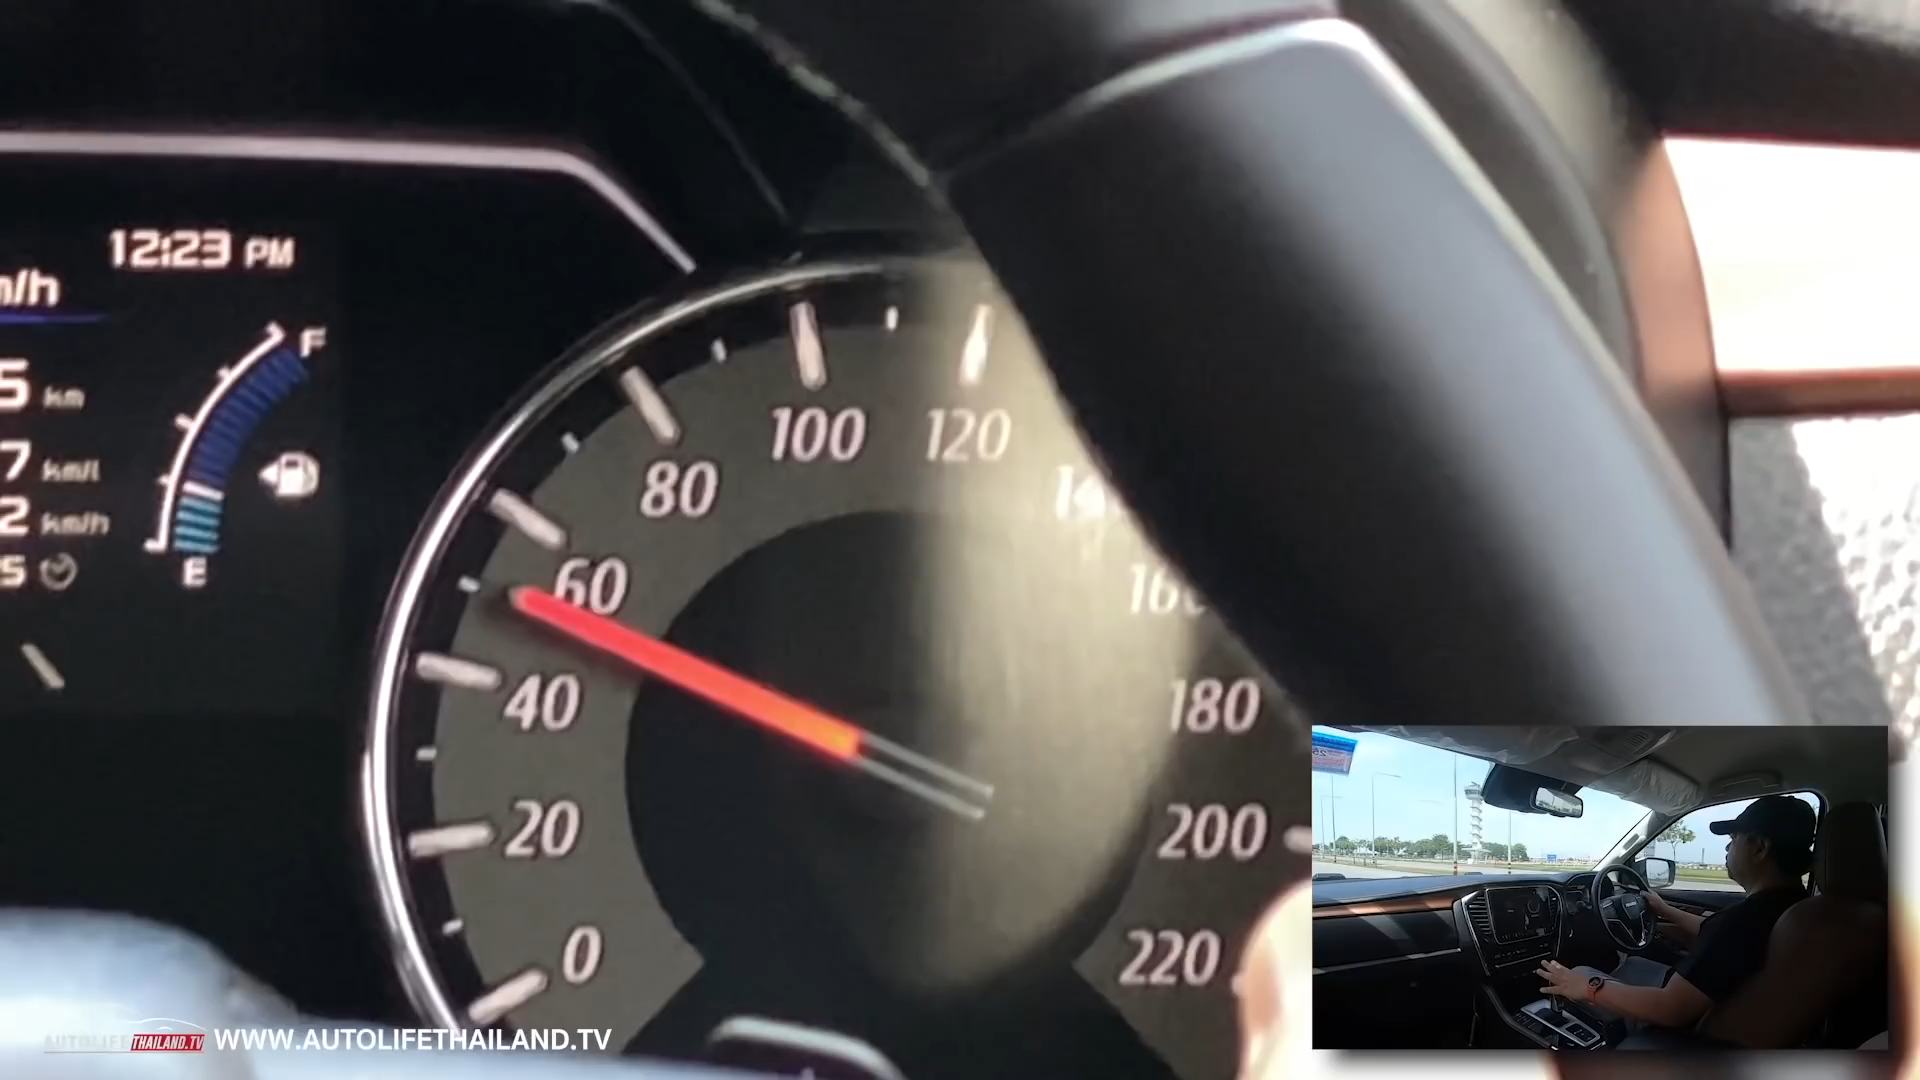 12:23 PM
m/h
F
5 km
7 km/l
2 km/h
5
E
0
20
40
60
80
100
120
180
200
220
AUTOLIFE THAILAND.TV
WWW.AUTOLIFETHAILAND.TV